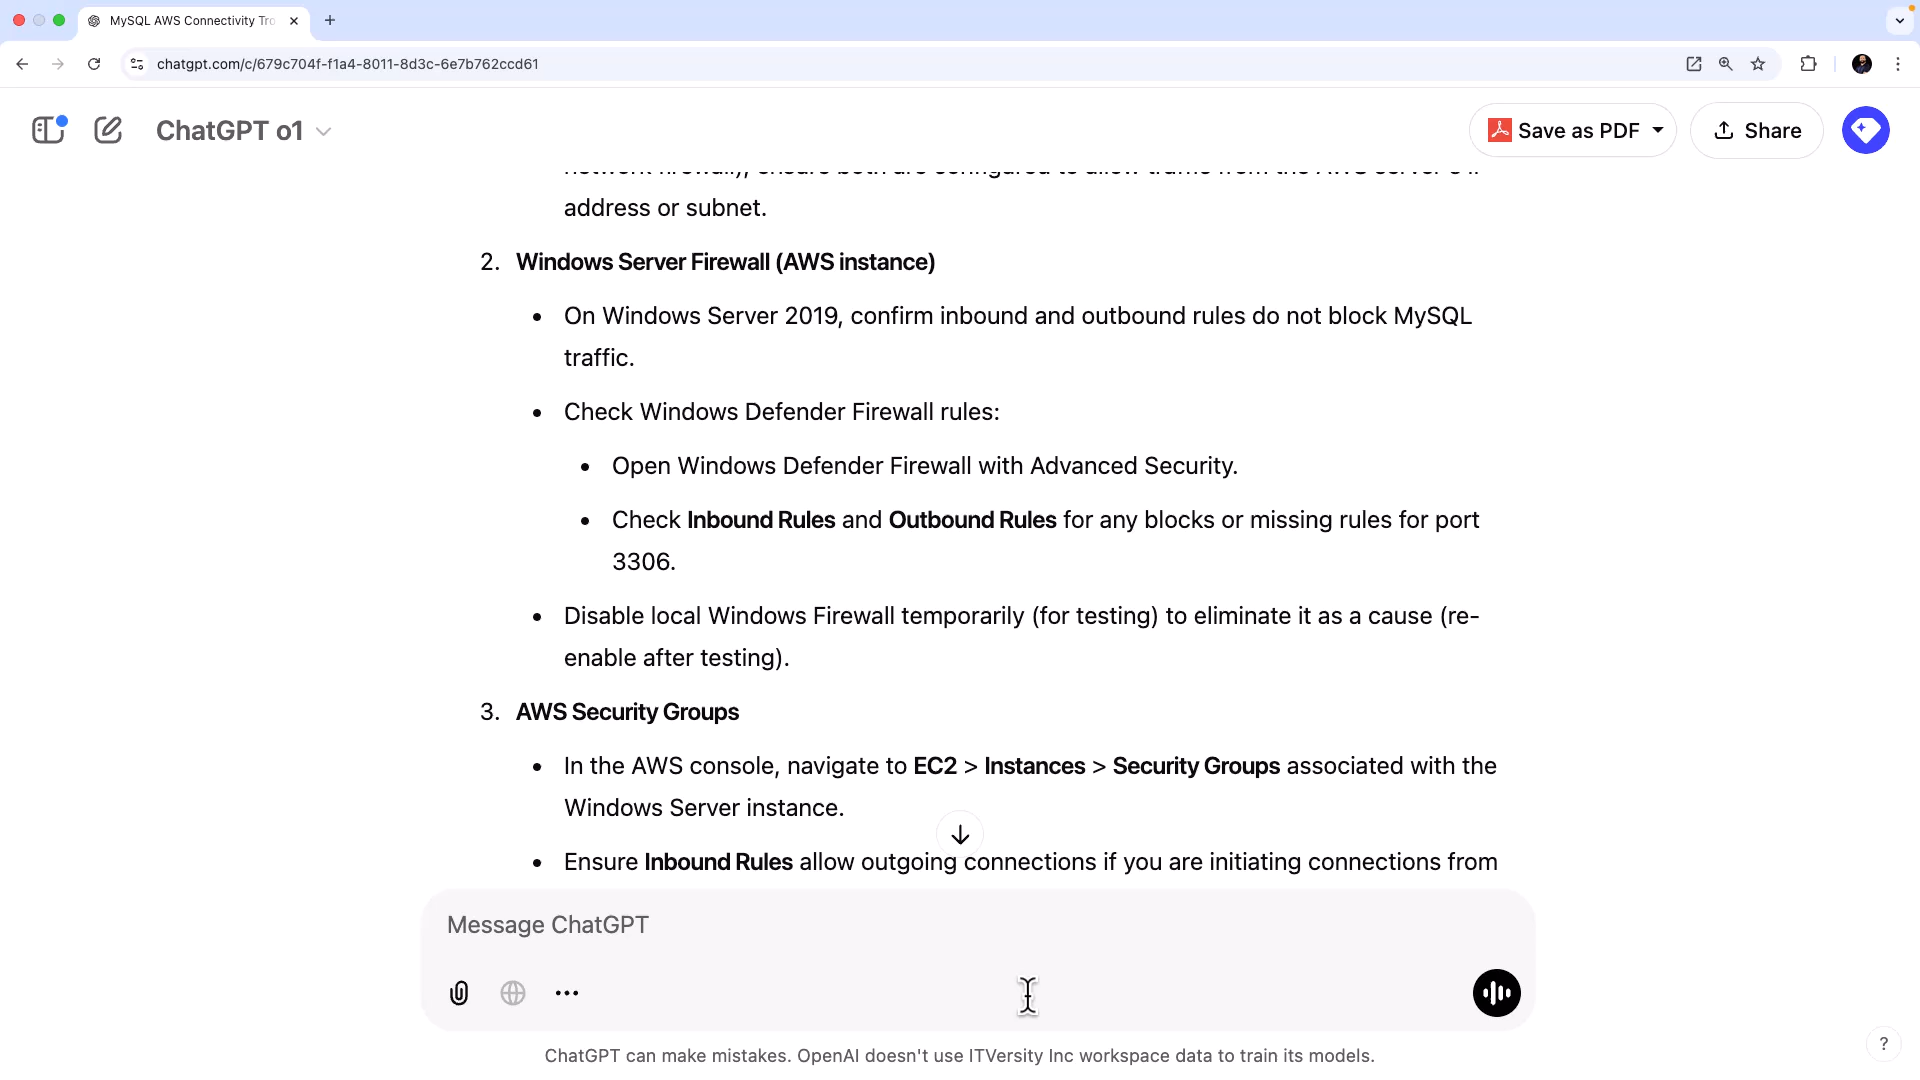 MySQL AWS Connectivity Tro
chatgpt.com/c/679c704f-f1a4-8011-8d3c-6e7b762ccd61
ChatGPT o1
Save as PDF
Share
address or subnet.
2. Windows Server Firewall (AWS instance)
• On Windows Server 2019, confirm inbound and outbound rules do not block MySQL
traffic.
• Check Windows Defender Firewall rules:
• Open Windows Defender Firewall with Advanced Security.
• Check Inbound Rules and Outbound Rules for any blocks or missing rules for port
3306.
• Disable local Windows Firewall temporarily (for testing) to eliminate it as a cause (re-
enable after testing).
3. AWS Security Groups
• In the AWS console, navigate to EC2 > Instances > Security Groups associated with the
Windows Server instance.
• Ensure Inbound Rules allow outgoing connections if you are initiating connections from
Message ChatGPT
ChatGPT can make mistakes. OpenAI doesn't use ITVersity Inc workspace data to train its models.
?